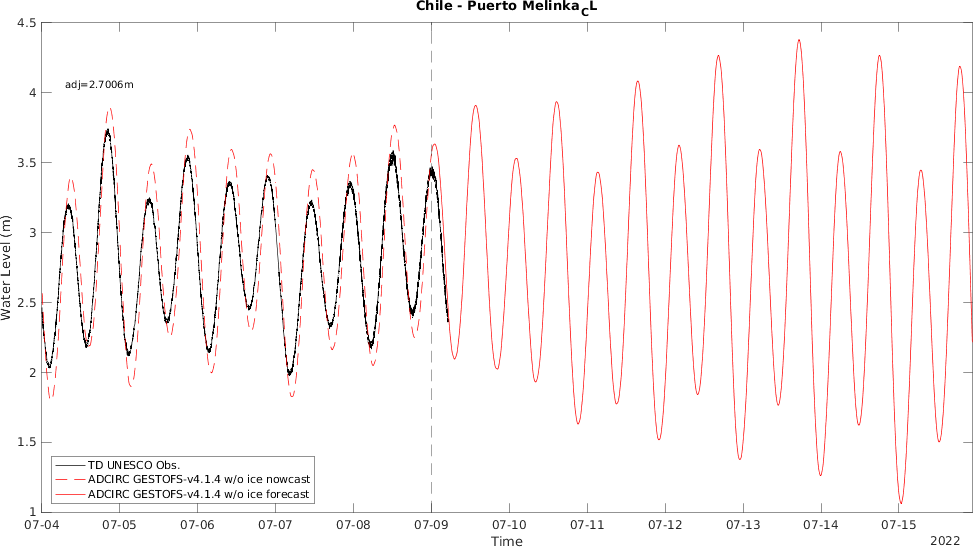 Chile - Puerto Melinka_CL
4.5
4
3.5
3
2.5
2
1.5
1
Water Level (m)
adj=2.7006m
TD UNESCO Obs.
ADCIRC GESTOFS-v4.1.4 w/o ice nowcast
ADCIRC GESTOFS-v4.1.4 w/o ice forecast
07-04 07-05 07-06 07-07 07-08 07-09 07-10 07-11 07-12 07-13 07-14 07-15
Time
2022